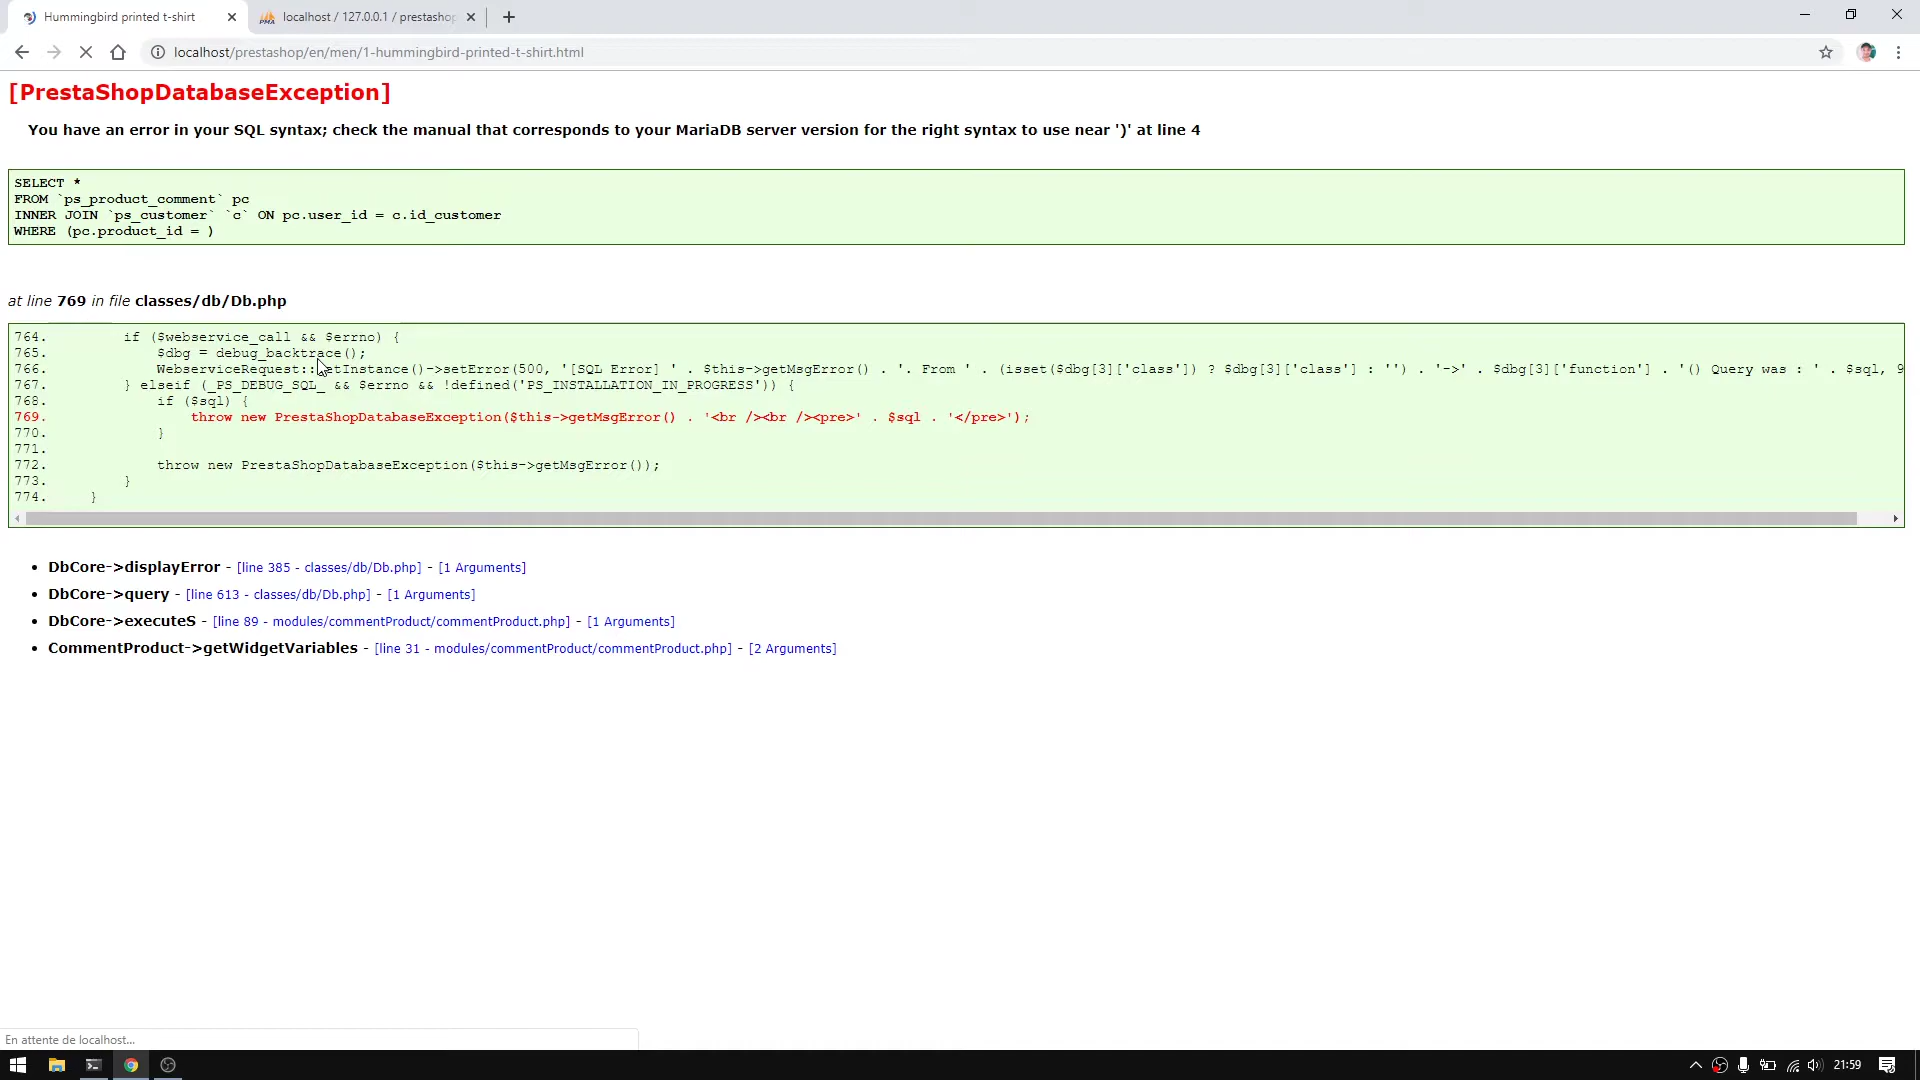 Hummingbird printed t-shirt
localhost / 127.0.0.1 / prestashop
localhost/prestashop/en/men/1-hummingbird-printed-t-shirt.html
[PrestaShopDatabaseException]
You have an error in your SQL syntax; check the manual that corresponds to your MariaDB server version for the right syntax to use near ')' at line 4
SELECT *
FROM `ps_product_comment` pc
INNER JOIN `ps_customer` `c` ON pc.user_id = c.id_customer
WHERE (pc.product_id = )
at line 769 in file classes/db/Db.php
764. if ($webservice_call && $errno) {
765. $dbg = debug_backtrace();
766. WebserviceRequest::getInstance()->setError(500, '[SQL Error] ' . $this->getMsgError() . '. From ' . (isset($dbg[3]['class']) ? $dbg[3]['class'] : '') . '->' . $dbg[3]['function'] . '() Query was : ' . $sql, 9
767. } elseif (_PS_DEBUG_SQL_ && $errno && !defined('PS_INSTALLATION_IN_PROGRESS')) {
768. if ($sql) {
769. throw new PrestaShopDatabaseException($this->getMsgError() . '<br /><br /><pre>' . $sql . '</pre>');
770. }
771.
772. throw new PrestaShopDatabaseException($this->getMsgError());
773. }
774. }
• DbCore->displayError - [line 385 - classes/db/Db.php] - [1 Arguments]
• DbCore->query - [line 613 - classes/db/Db.php] - [1 Arguments]
• DbCore->executeS - [line 89 - modules/commentProduct/commentProduct.php] - [1 Arguments]
• CommentProduct->getWidgetVariables - [line 31 - modules/commentProduct/commentProduct.php] - [2 Arguments]
En attente de localhost...
21:59